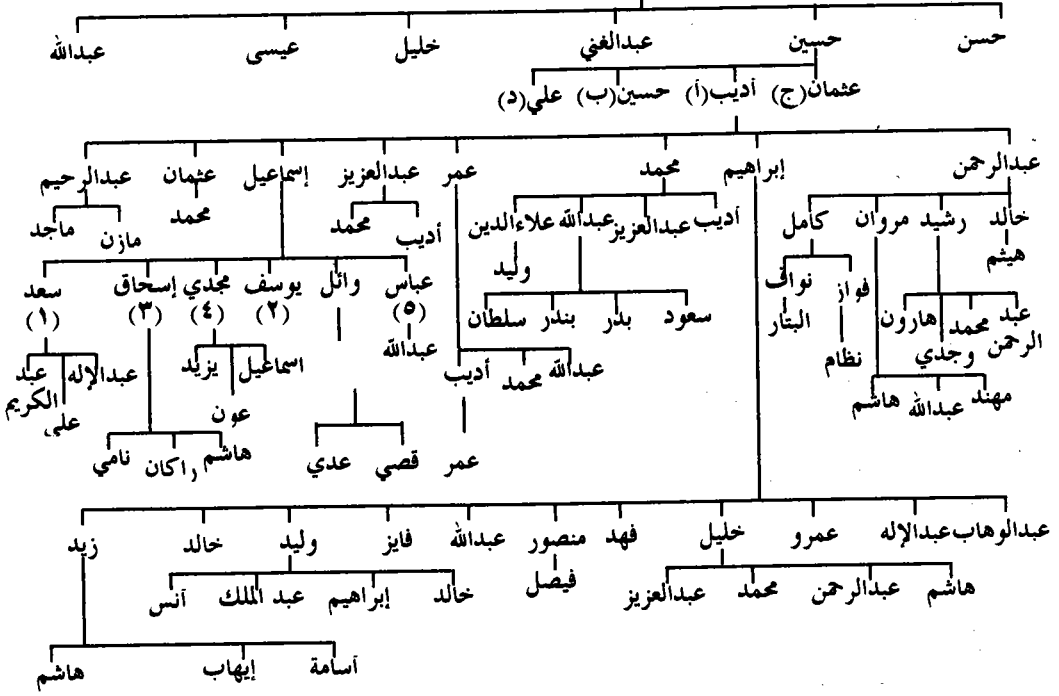 حسن حسين عبدالغني خليل عيسى عبدالله
عثمان (ج) أديب (أ) حسين (ب) علي (د)
عبدالرحمن إبراهيم محمد عمر عبدالعزيز إسماعيل عثمان عبدالرحيم
خالد رشيد مروان كامل أديب عبدالعزيز عبدالله علاءالدين أديب محمد محمد مازن ماجد
هيثم فواز نواف وليد عباس وائل يوسف مجدي إسحاق سعد
(٥) (٢) (٤) (٣) (١)
عبد الرحمن محمد وجدي هارون نظام البتار سعود بدر بندر سلطان عبدالله
مهند عبدالله هاشم عبدالله محمد أديب اسماعيل عون يزيد عبدالإله علي عبد الكريم
عمر قصي عدي هاشم راكان نامي
عبدالوهاب عبدالإله عمرو خليل فهد منصور عبدالله فايز وليد خالد زيد
هاشم عبدالرحمن محمد عبدالعزيز فيصل خالد إبراهيم عبد الملك آنس
آسامة إيهاب هاشم